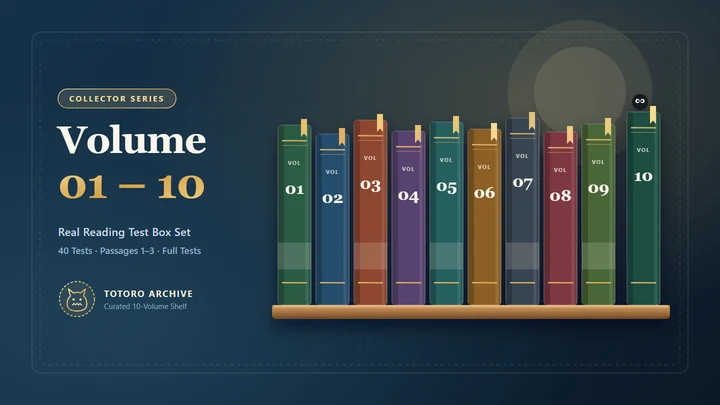 COLLECTOR SERIES
Volume
01 — 10
Real Reading Test Box Set
40 Tests · Passages 1–3 · Full Tests
TOTORO ARCHIVE
Curated 10-Volume Shelf
VOL
01
VOL
02
VOL
03
VOL
04
VOL
05
VOL
06
VOL
07
VOL
08
VOL
09
VOL
10